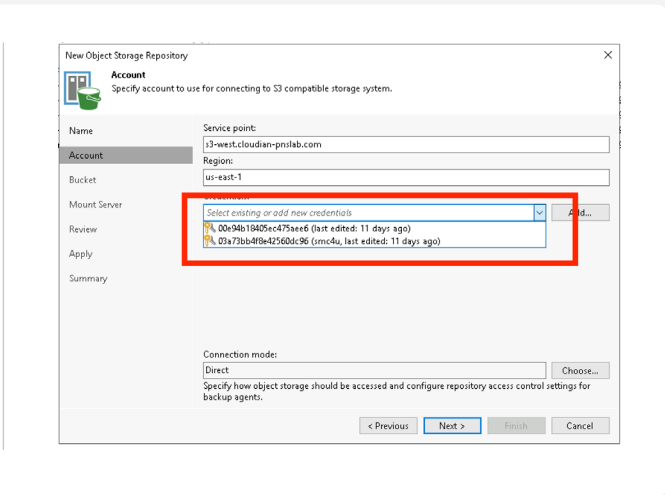 New Object Storage Repository
Account
Specify account to use for connecting to S3 compatible storage system.
Name
Account
Bucket
Mount Server
Review
Apply
Summary
Service point:
s3-west.cloudian-pnslab.com
Region:
us-east-1
Select existing or add new credentials
Add...
00e94b18405ec475aee6 (last edited: 11 days ago)
03a73bb4f8e42560dc96 (smc4u, last edited: 11 days ago)
Connection mode:
Direct
Choose...
Specify how object storage should be accessed and configure repository access control settings for
backup agents.
< Previous
Next >
Finish
Cancel